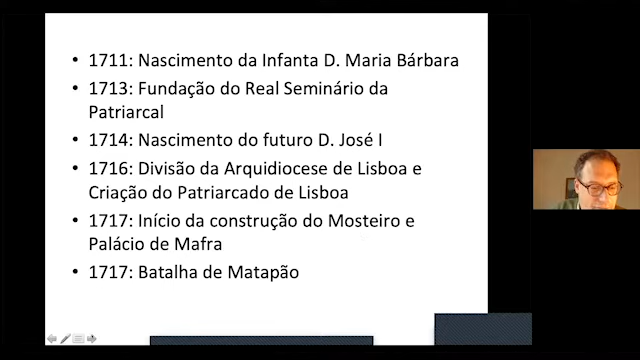 • 1711: Nascimento da Infanta D. Maria Bárbara
• 1713: Fundação do Real Seminário da
Patriarcal
• 1714: Nascimento do futuro D. José I
• 1716: Divisão da Arquidiocese de Lisboa e
Criação do Patriarcado de Lisboa
• 1717: Início da construção do Mosteiro e
Palácio de Mafra
• 1717: Batalha de Matapão